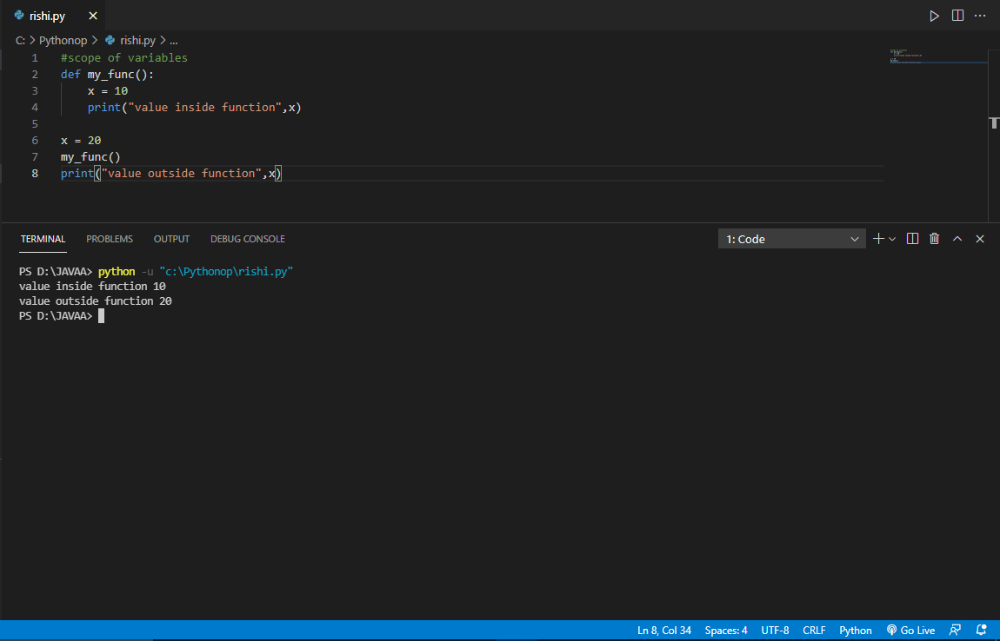 rishi.py
C: > Pythonop > rishi.py > ...
1 #scope of variables
2 def my_func():
3     x = 10
4     print("value inside function",x)
5
6 x = 20
7 my_func()
8 print("value outside function",x)
TERMINAL PROBLEMS OUTPUT DEBUG CONSOLE 1: Code
PS D:\JAVAA> python -u "c:\Pythonop\rishi.py"
value inside function 10
value outside function 20
PS D:\JAVAA>
Ln 8, Col 34 Spaces: 4 UTF-8 CRLF Python Go Live